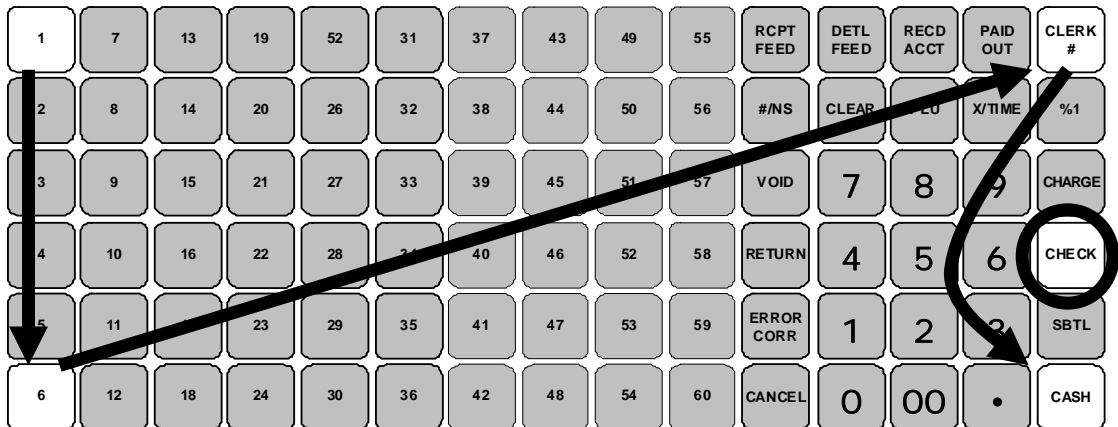 1 7 13 19 52 31 37 43 49 55 RCPT FEED DETL FEED RECD ACCT PAID OUT CLERK #
2 8 14 20 26 32 38 44 50 56 #/NS CLEAR PLU X/TIME %1
3 9 15 21 27 33 39 45 51 57 VOID 7 8 9 CHARGE
4 10 16 22 28 34 40 46 52 58 RETURN 4 5 6 CHECK
5 11 23 29 35 41 47 53 59 ERROR CORR 1 2 3 SBTL
6 12 18 24 30 36 42 48 54 60 CANCEL 0 00 • CASH